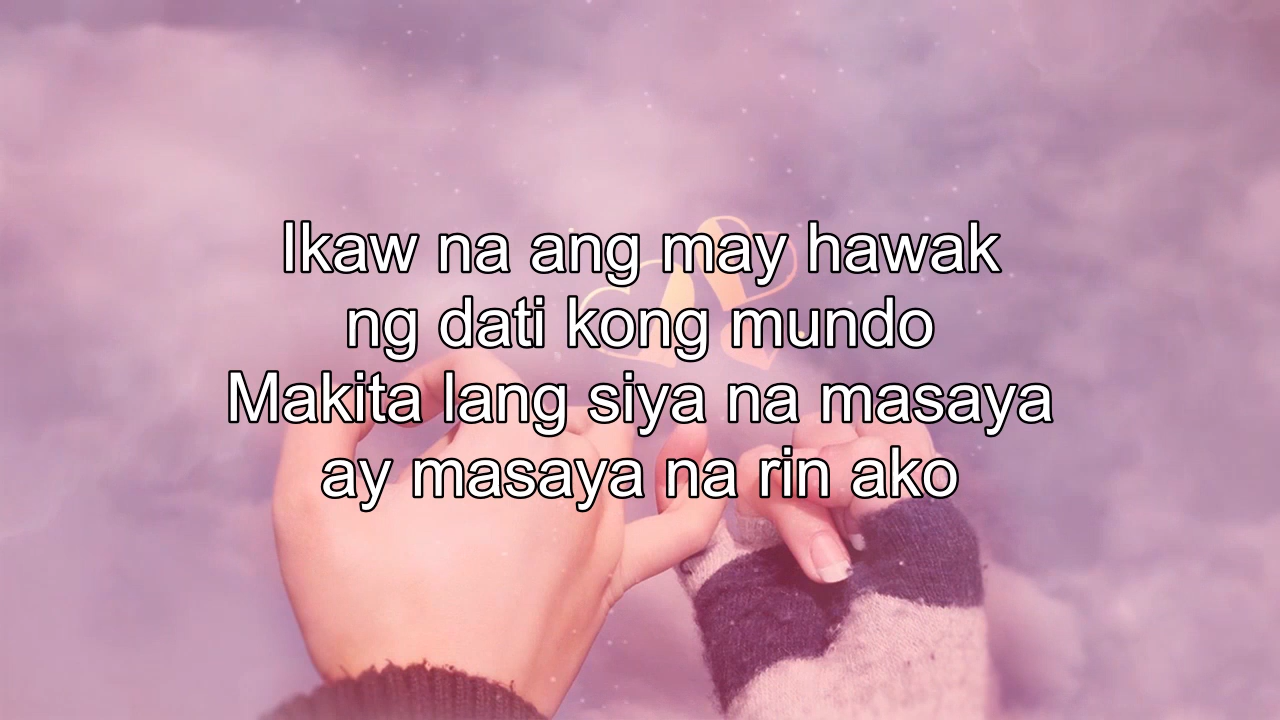 Ikaw na ang may hawak
ng dati kong mundo
Makita lang siya na masaya
ay masaya na rin ako